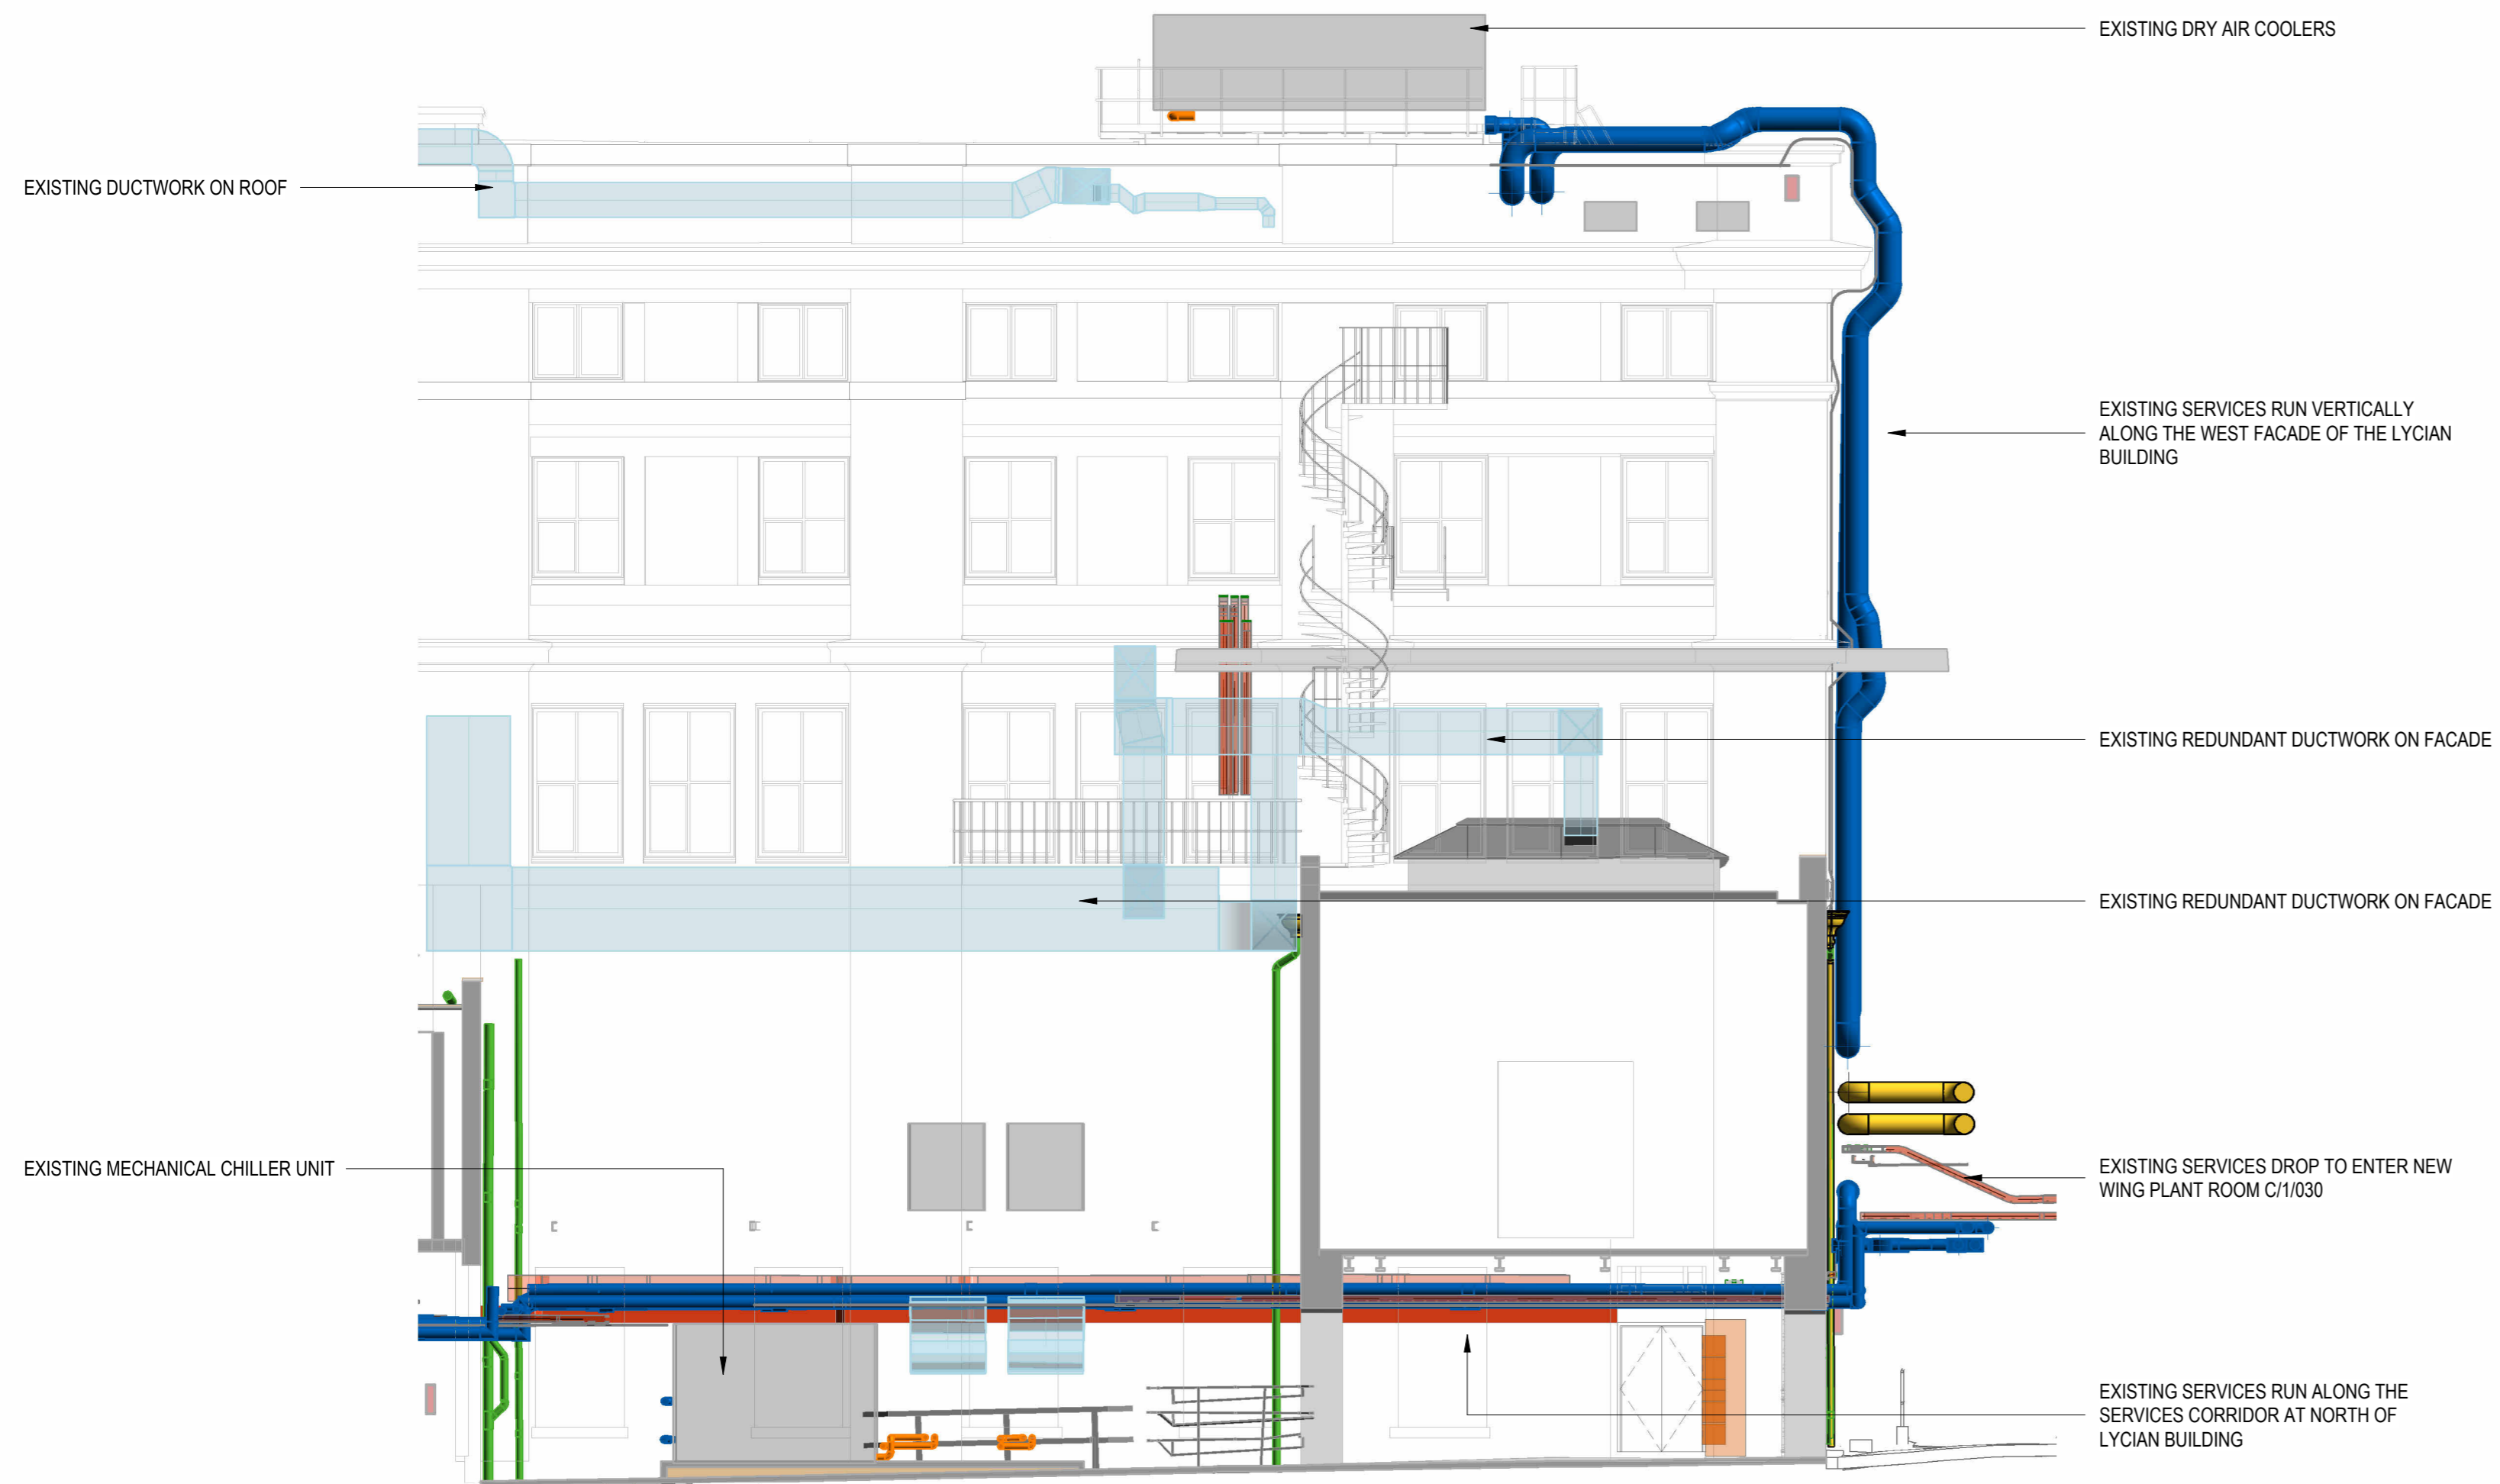 EXISTING DRY AIR COOLERS
EXISTING DUCTWORK ON ROOF
EXISTING SERVICES RUN VERTICALLY
ALONG THE WEST FACADE OF THE LYCIAN
BUILDING
EXISTING REDUNDANT DUCTWORK ON FACADE
EXISTING REDUNDANT DUCTWORK ON FACADE
EXISTING MECHANICAL CHILLER UNIT
EXISTING SERVICES DROP TO ENTER NEW
WING PLANT ROOM C/1/030
EXISTING SERVICES RUN ALONG THE
SERVICES CORRIDOR AT NORTH OF
LYCIAN BUILDING